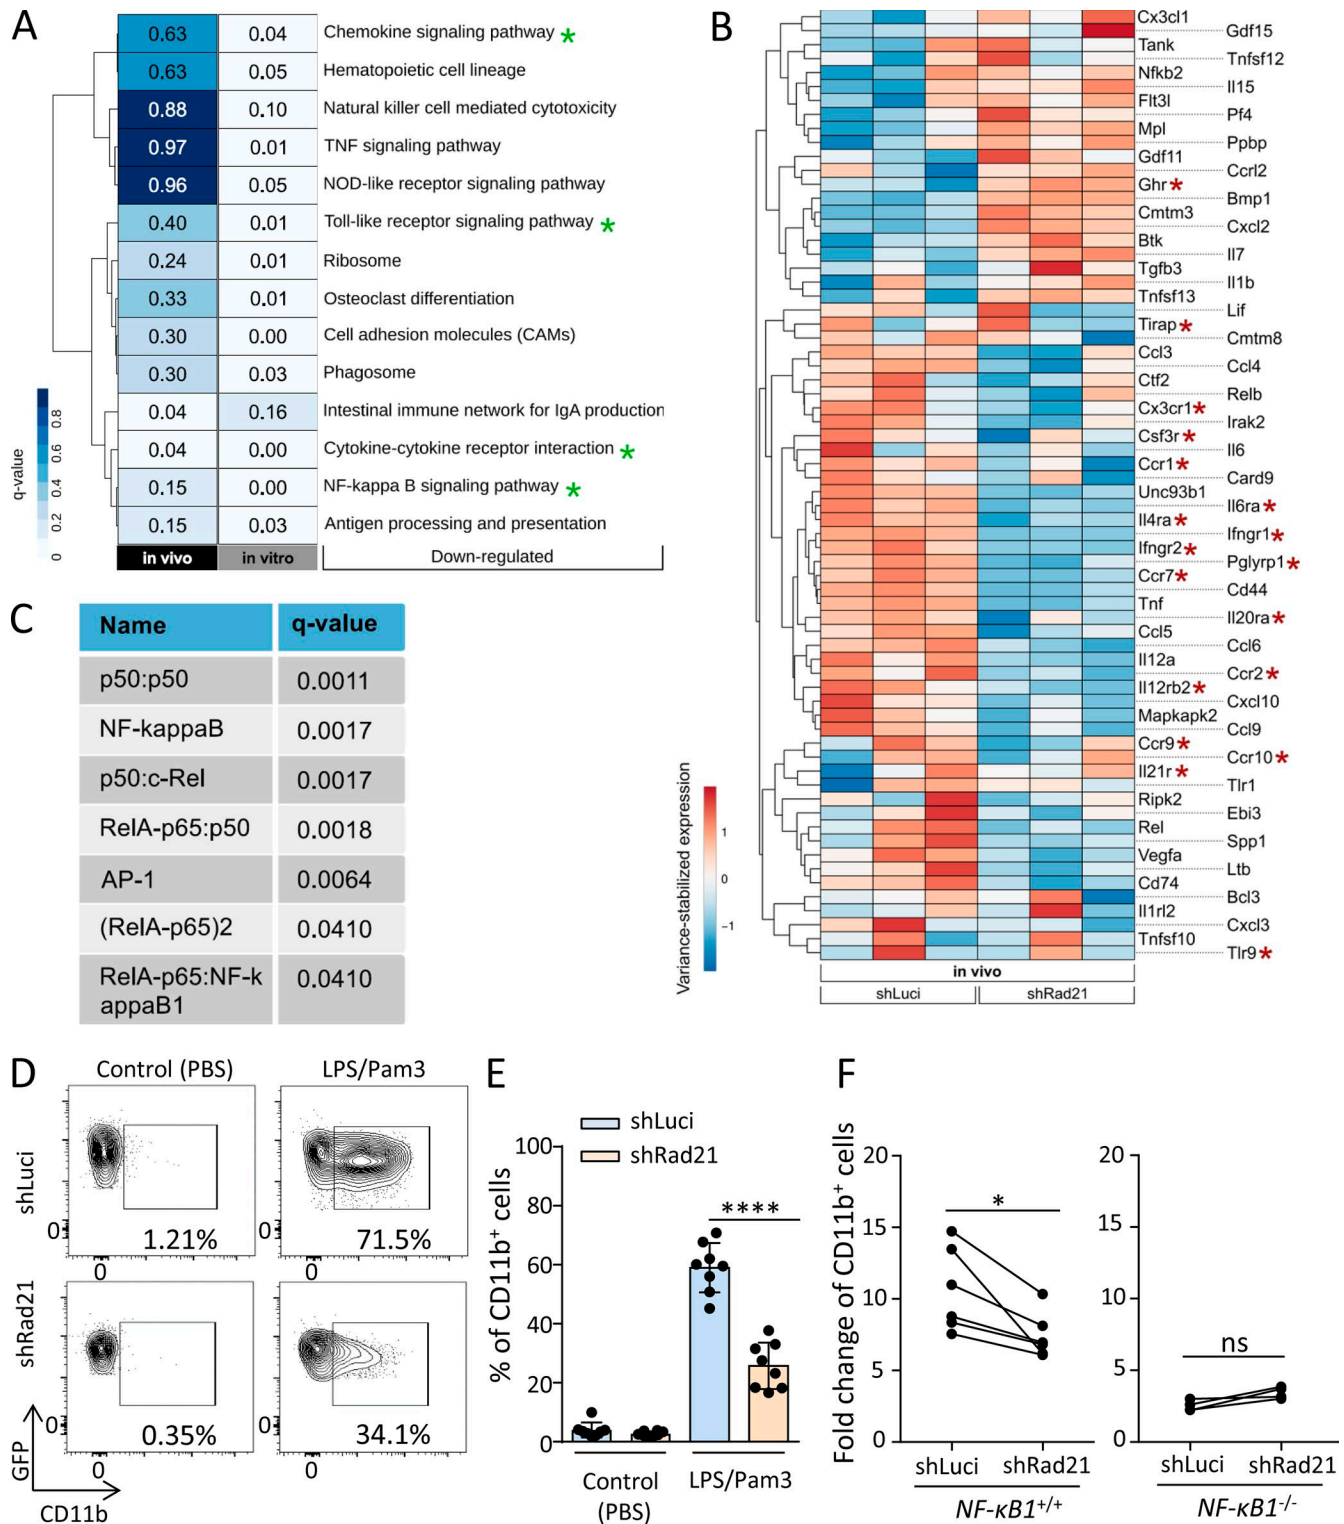 A
0.63 0.04 Chemokine signaling pathway *
0.63 0.05 Hematopoietic cell lineage
0.88 0.10 Natural killer cell mediated cytotoxicity
0.97 0.01 TNF signaling pathway
0.96 0.05 NOD-like receptor signaling pathway
0.40 0.01 Toll-like receptor signaling pathway *
0.24 0.01 Ribosome
0.33 0.01 Osteoclast differentiation
0.30 0.00 Cell adhesion molecules (CAMs)
0.30 0.03 Phagosome
0.04 0.16 Intestinal immune network for IgA production
0.04 0.00 Cytokine-cytokine receptor interaction *
0.15 0.00 NF-kappa B signaling pathway *
0.15 0.03 Antigen processing and presentation
in vivo in vitro Down-regulated
q-value
0 0.2 0.4 0.6 0.8
B
Cx3cl1
Gdf15
Tank
Tnfsf12
Nfkb2
Il15
Flt3l
Pf4
Mpl
Ppbp
Gdf11
Ccrl2
Ghr *
Bmp1
Cmtm3
Cxcl2
Btk
Il7
Tgfb3
Il1b
Tnfsf13
Lif
Tirap *
Cmtm8
Ccl3
Ccl4
Ctf2
Relb
Cx3cr1 *
Irak2
Csf3r *
Il6
Ccr1 *
Card9
Unc93b1
Il6ra *
Il4ra *
Ifngr1 *
Ifngr2 *
Pglyrp1 *
Ccr7 *
Cd44
Tnf
Il20ra *
Ccl5
Ccl6
Il12a
Ccr2 *
Il12rb2 *
Cxcl10
Mapkapk2
Ccl9
Ccr9 *
Ccr10 *
Il21r *
Tlr1
Ripk2
Ebi3
Rel
Spp1
Vegfa
Ltb
Cd74
Bcl3
Il1rl2
Cxcl3
Tnfsf10
Tlr9 *
in vivo
shLuci shRad21
Variance-stabilized expression
1
0
-1
C
Name q-value
p50:p50 0.0011
NF-kappaB 0.0017
p50:c-Rel 0.0017
RelA-p65:p50 0.0018
AP-1 0.0064
(RelA-p65)2 0.0410
RelA-p65:NF-k 0.0410
appaB1
D
Control (PBS) LPS/Pam3
shLuci
0 1.21% 0 71.5%
0 0
shRad21
0 0.35% 0 34.1%
0 0
GFP
CD11b
E
shLuci
shRad21
% of CD11b+ cells
100
80
60
40
20
0
****
Control
(PBS)
LPS/Pam3
F
Fold change of CD11b+ cells
20 20
15 15
10 10
5 5
0 0
* ns
shLuci shRad21 shLuci shRad21
NF-κB1+/+ NF-κB1-/-